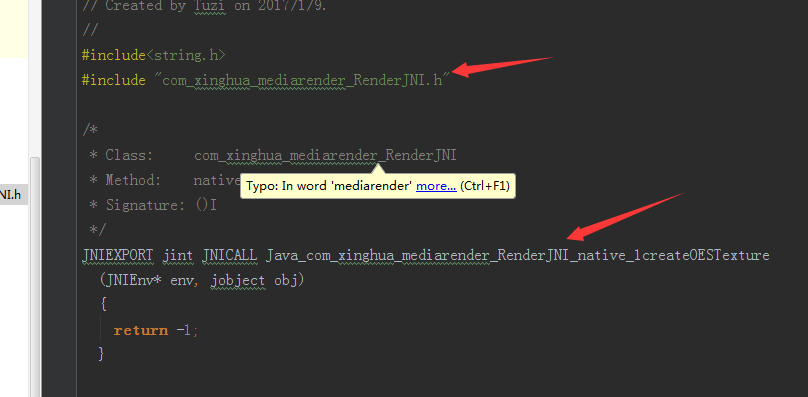 // Created by Tuzi on 2017/1/9.
//
#include<string.h>
#include "com_xinghua_mediarender_RenderJNI.h"
/*
* Class: com_xinghua_mediarender_RenderJNI
* Method: native
Typo: In word 'mediarender' more... (Ctrl+F1)
NI.h
* Signature: ()I
*/
JNIEXPORT jint JNICALL Java_com_xinghua_mediarender_RenderJNI_native_1createOESTexture
(JNIEnv* env, jobject obj)
{
return -1;
}